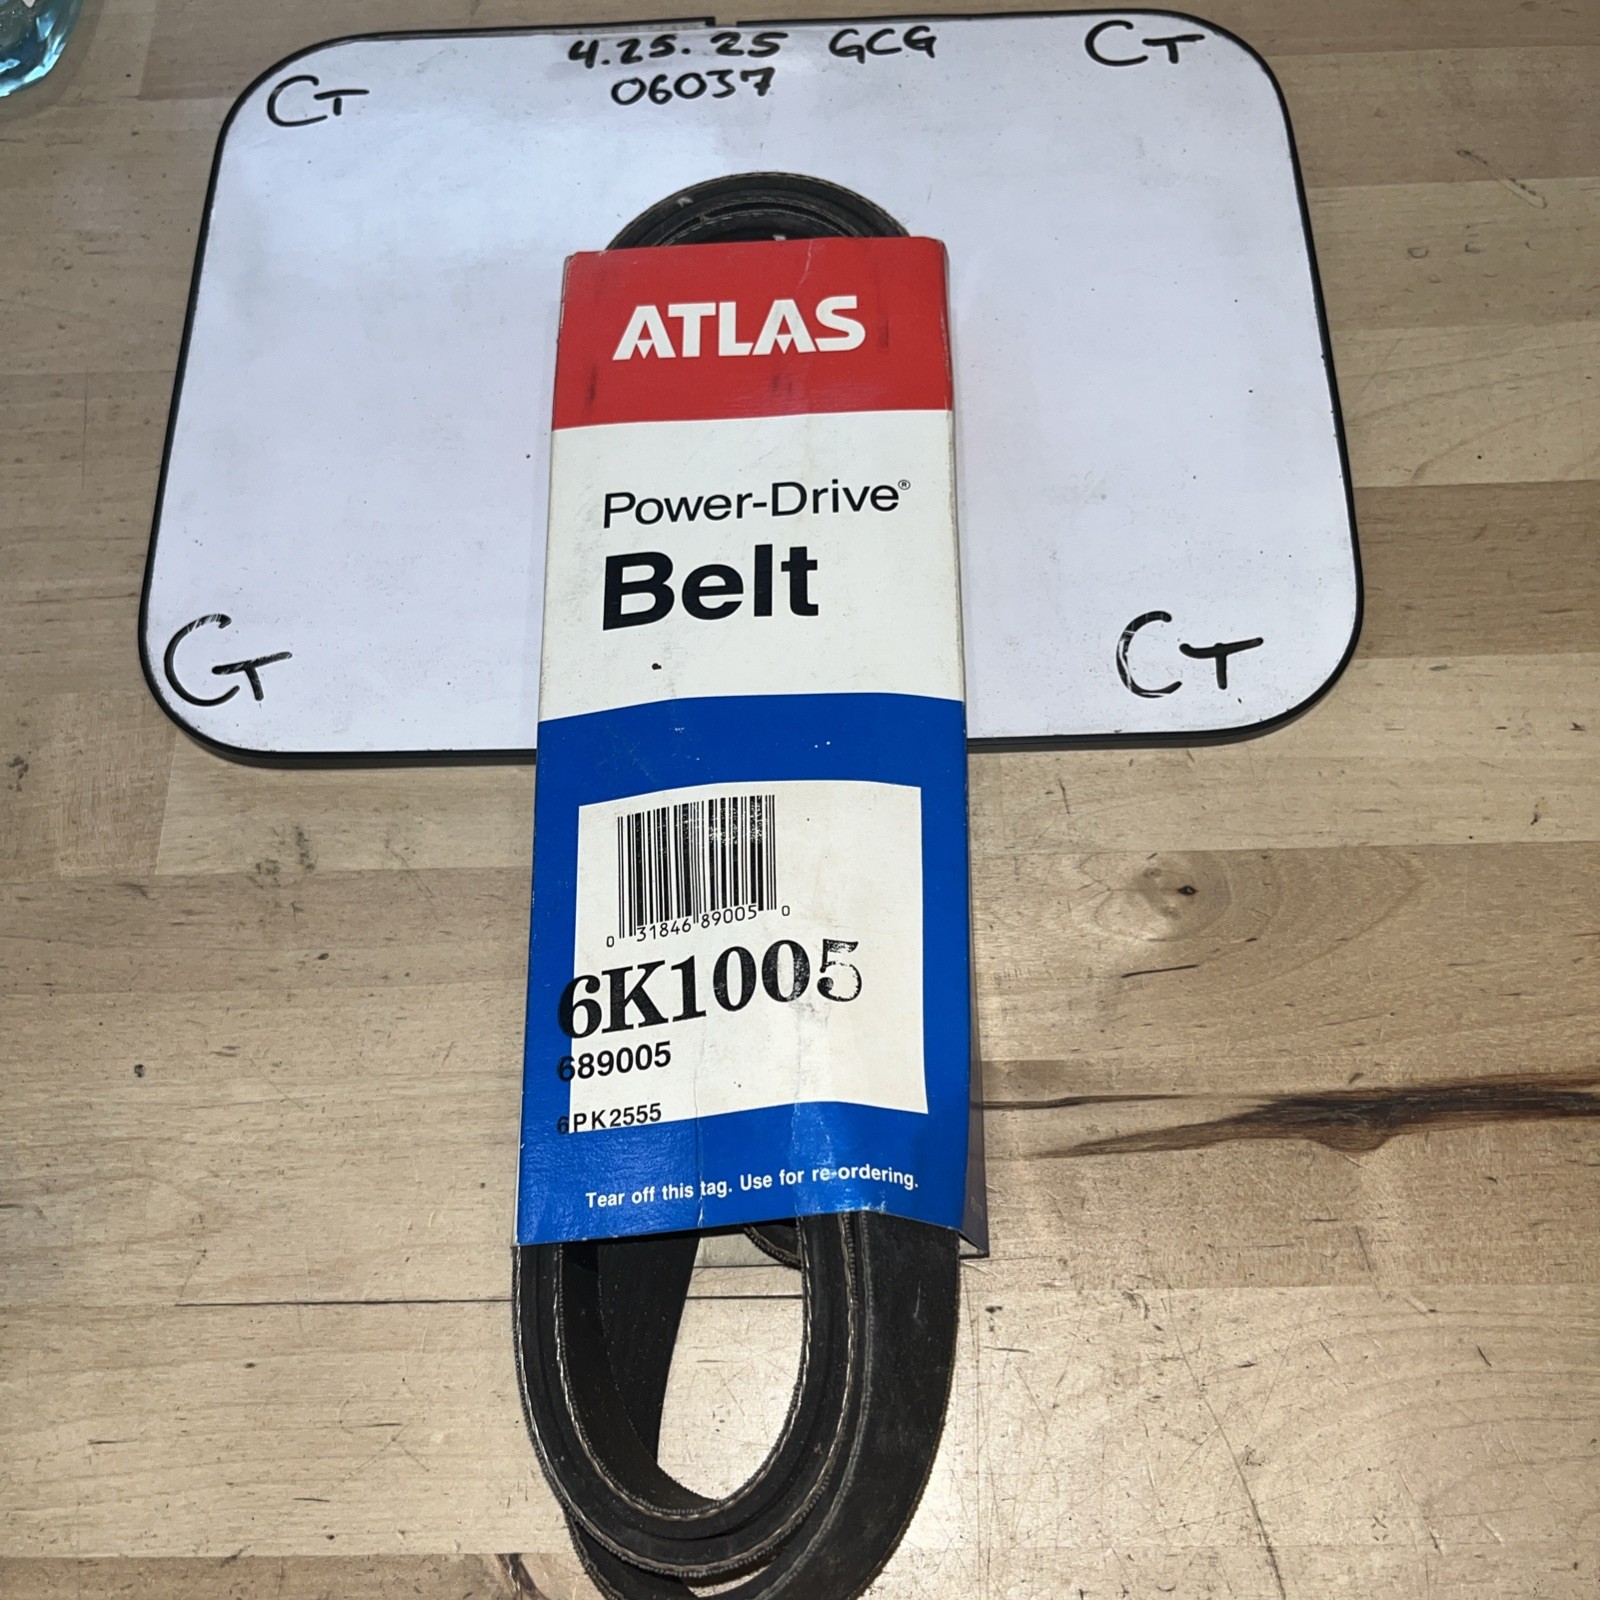 4.25.25 GCG
06037
CT
CT
ATLAS
Power-Drive®
Belt
CT
CT
0 31846 89005 0
6K1005
689005
6PK2555
Tear off this tag. Use for re-ordering.